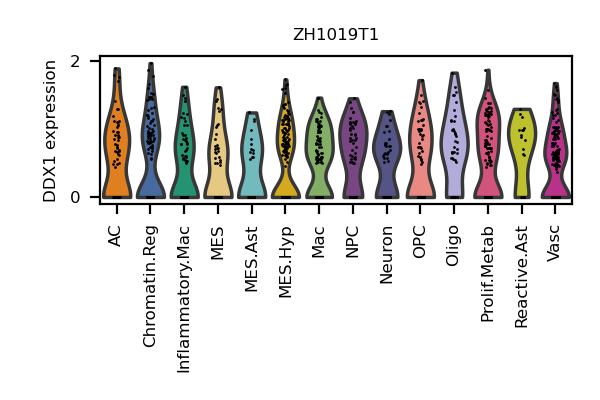 ZH1019T1
DDX1 expression
2
0
AC
Chromatin.Reg
Inflammatory.Mac
MES
MES.Ast
MES.Hyp
Mac
NPC
Neuron
OPC
Oligo
Prolif.Metab
Reactive.Ast
Vasc